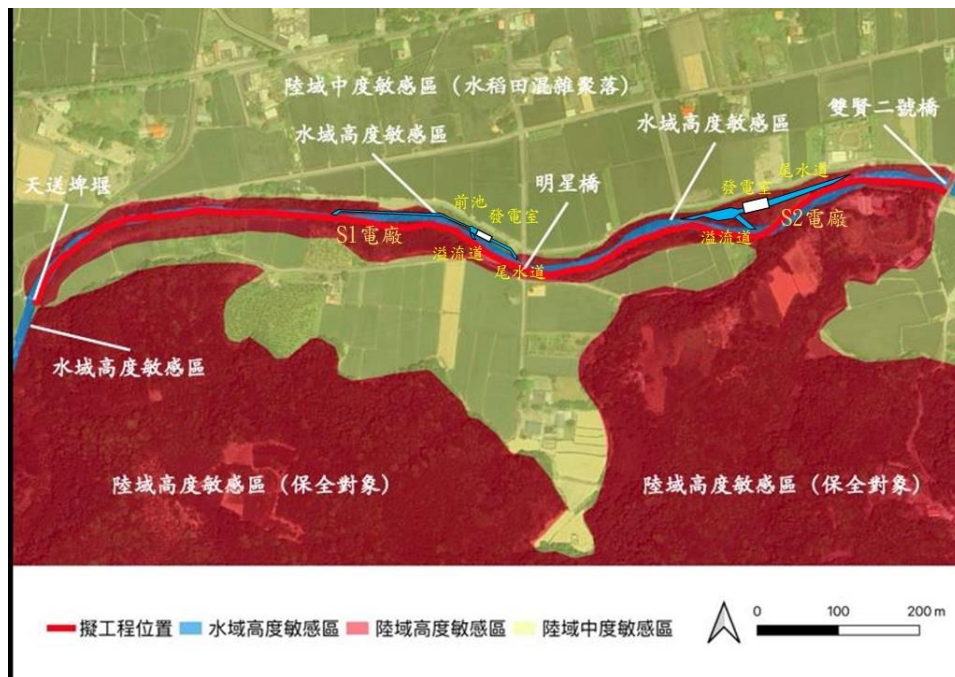 陸域中度敏感區（水稻田混雜聚落）
水域高度敏感區
水域高度敏感區
雙賢二號橋
天送埤堰
明星橋
尾水道
發電室
前池
發電室
S1電廠
溢流道
尾水道
溢流道
S2電廠
水域高度敏感區
陸域高度敏感區（保全對象）
陸域高度敏感區（保全對象）
擬工程位置
水域高度敏感區
陸域高度敏感區
陸域中度敏感區
0 100 200 m